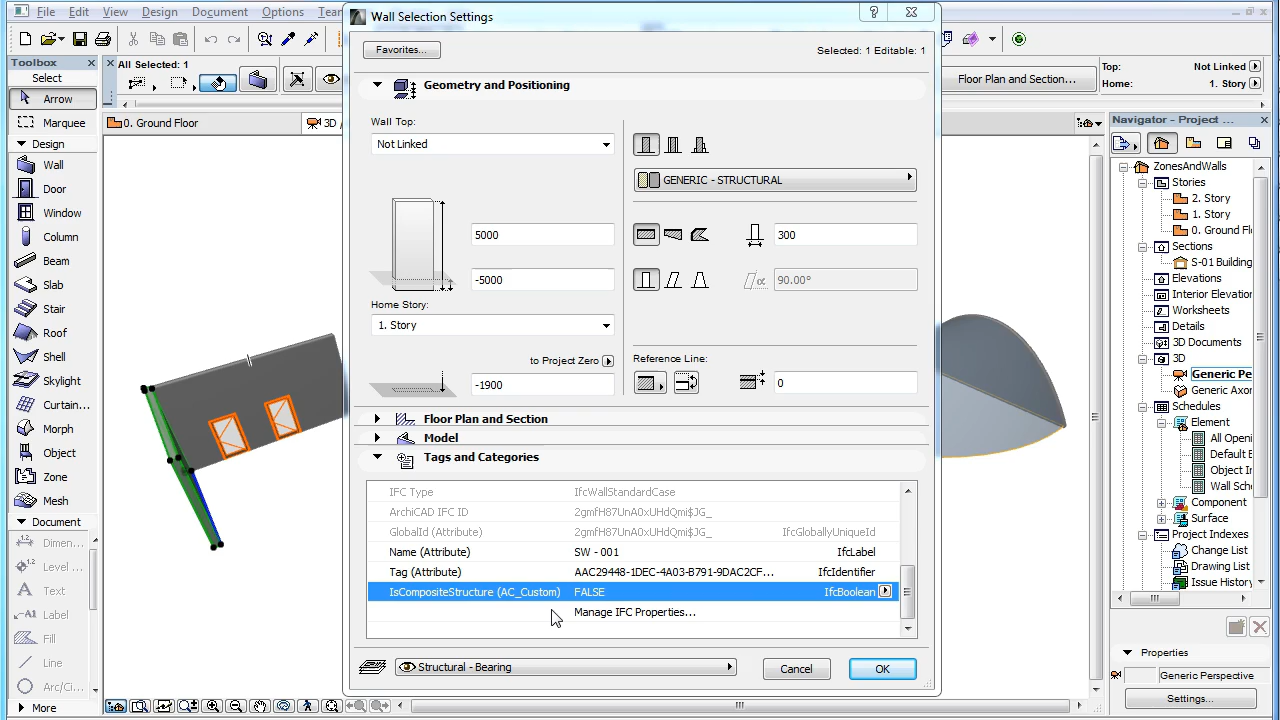 File Edit View Design Document Options Tear
Wall Selection Settings
Favorites...
Selected: 1 Editable: 1
Toolbox
Select
Arrow
Marquee
Design
Wall
Door
Window
Column
Beam
Slab
Stair
Roof
Shell
Skylight
Curtain...
Morph
Object
Zone
Mesh
Document
Dimen...
Level ...
Text
Label
Fill
Line
Arc/Ci...
More
All Selected: 1
0. Ground Floor
3D /
Geometry and Positioning
Wall Top:
Not Linked
GENERIC - STRUCTURAL
5000
300
-5000
90.00°
Home Story:
1. Story
to Project Zero
Reference Line:
-1900
0
Floor Plan and Section
Model
Tags and Categories
IFC Type IfcWallStandardCase
ArchiCAD IFC ID 2gmfH87UnA0xUHdQmi$JG_
GlobalId (Attribute) 2gmfH87UnA0xUHdQmi$JG_ IfcGloballyUniqueId
Name (Attribute) SW - 001 IfcLabel
Tag (Attribute) AAC29448-1DEC-4A03-B791-9DAC2CF... IfcIdentifier
IsCompositeStructure (AC_Custom) FALSE IfcBoolean
Manage IFC Properties...
Structural - Bearing
Cancel
OK
Floor Plan and Section...
Top: Not Linked
Home: 1. Story
Navigator - Project ...
ZonesAndWalls
Stories
2. Story
1. Story
0. Ground Fl
Sections
S-01 Building
Elevations
Interior Elevation
Worksheets
Details
3D Documents
3D
Generic Pe
Generic Axon
Schedules
Element
All Openi
Default E
Object In
Wall Sch
Component
Surface
Project Indexes
Change List
Drawing List
Issue History
Properties
Generic Perspective
Settings...